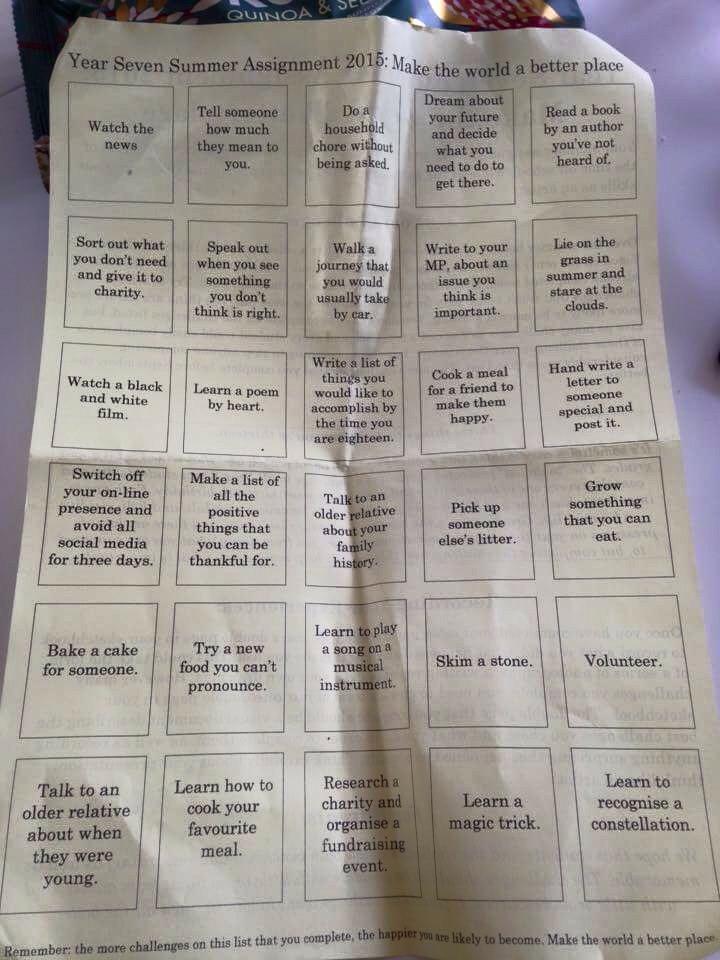 QUINOA &
Year Seven Summer Assignment 2015: Make the world a better place
Watch the
news
Tell someone
how much
they mean to
you.
Do a
household
chore without
being asked.
Dream about
your future
and decide
what you
need to do to
get there.
Read a book
by an author
you've not
heard of.
Sort out what
you don't need
and give it to
charity.
Speak out
when you see
something
you don't
think is right.
Walk a
journey that
you would
usually take
by car.
Write to your
MP, about an
issue you
think is
important.
Lie on the
grass in
summer and
stare at the
clouds.
Watch a black
and white
film.
Learn a poem
by heart.
Write a list of
things you
would like to
accomplish by
the time you
are eighteen.
Cook a meal
for a friend to
make them
happy.
Hand write a
letter to
someone
special and
post it.
Switch off
your on-line
presence and
avoid all
social media
for three days.
Make a list of
all the
positive
things that
you can be
thankful for.
Talk to an
older relative
about your
family
history.
Pick up
someone
else's litter.
Grow
something
that you can
eat.
Bake a cake
for someone.
Try a new
food you can't
pronounce.
Learn to play
a song on a
musical
instrument.
Skim a stone.
Volunteer.
Talk to an
older relative
about when
they were
young.
Learn how to
cook your
favourite
meal.
Research a
charity and
organise a
fundraising
event.
Learn a
magic trick.
Learn to
recognise a
constellation.
Remember: the more challenges on this list that you complete, the happier you are likely to become. Make the world a better place